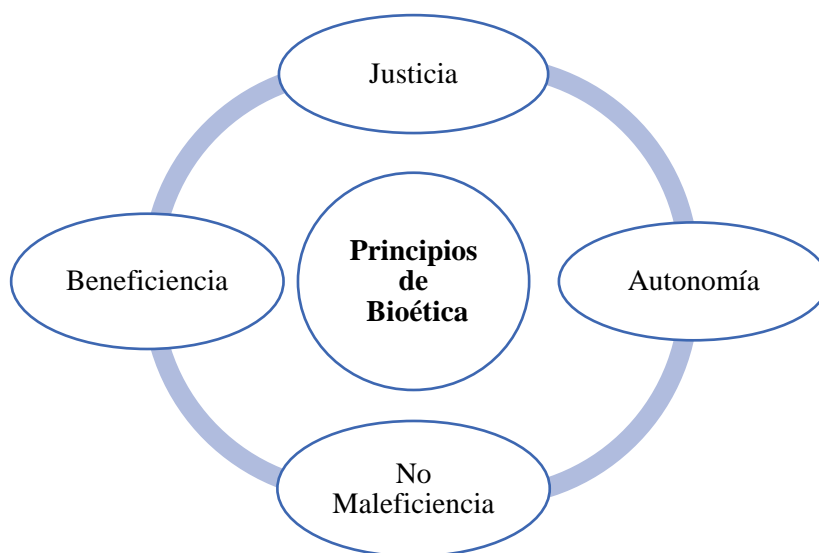 Justicia
Beneficiencia
Principios
de
Bioética
Autonomía
No
Maleficiencia